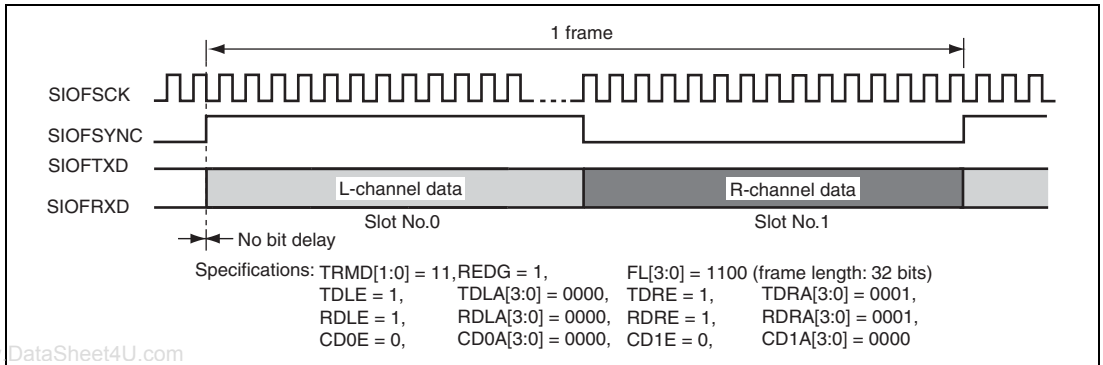 1 frame
SIOFSCK
SIOFSYNC
SIOFTXD
L-channel data
R-channel data
SIOFRXD
Slot No.0
Slot No.1
No bit delay
Specifications: TRMD[1:0] = 11, REDG = 1, FL[3:0] = 1100 (frame length: 32 bits)
TDLE = 1, TDLA[3:0] = 0000, TDRE = 1, TDRA[3:0] = 0001,
RDLE = 1, RDLA[3:0] = 0000, RDRE = 1, RDRA[3:0] = 0001,
CD0E = 0, CD0A[3:0] = 0000, CD1E = 0, CD1A[3:0] = 0000
DataSheet4U.com